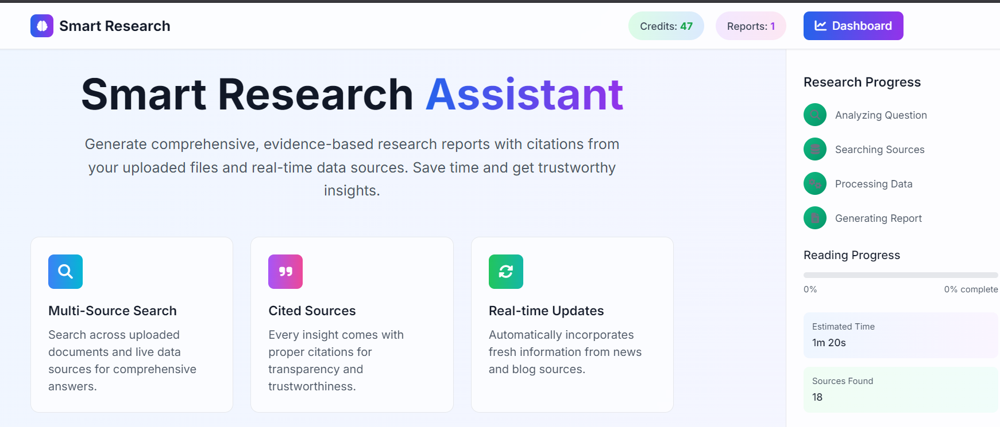 Smart Research
Credits: 47
Reports: 1
Dashboard
Smart Research Assistant
Generate comprehensive, evidence-based research reports with citations from
your uploaded files and real-time data sources. Save time and get trustworthy
insights.
Multi-Source Search
Search across uploaded
documents and live data
sources for comprehensive
answers.
Cited Sources
Every insight comes with
proper citations for
transparency and
trustworthiness.
Real-time Updates
Automatically incorporates
fresh information from news
and blog sources.
Research Progress
Analyzing Question
Searching Sources
Processing Data
Generating Report
Reading Progress
0%
0% complete
Estimated Time
1m 20s
Sources Found
18